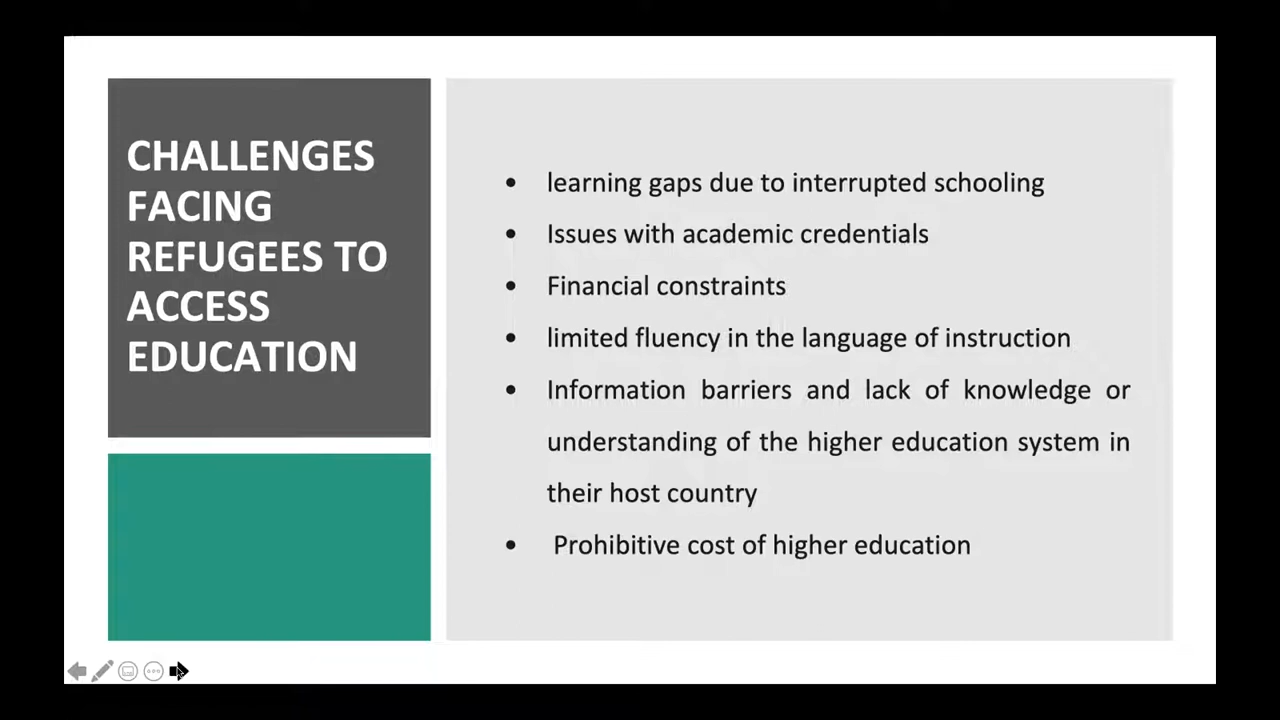 CHALLENGES
FACING
REFUGEES TO
ACCESS
EDUCATION
• learning gaps due to interrupted schooling
• Issues with academic credentials
• Financial constraints
• limited fluency in the language of instruction
• Information barriers and lack of knowledge or
understanding of the higher education system in
their host country
• Prohibitive cost of higher education